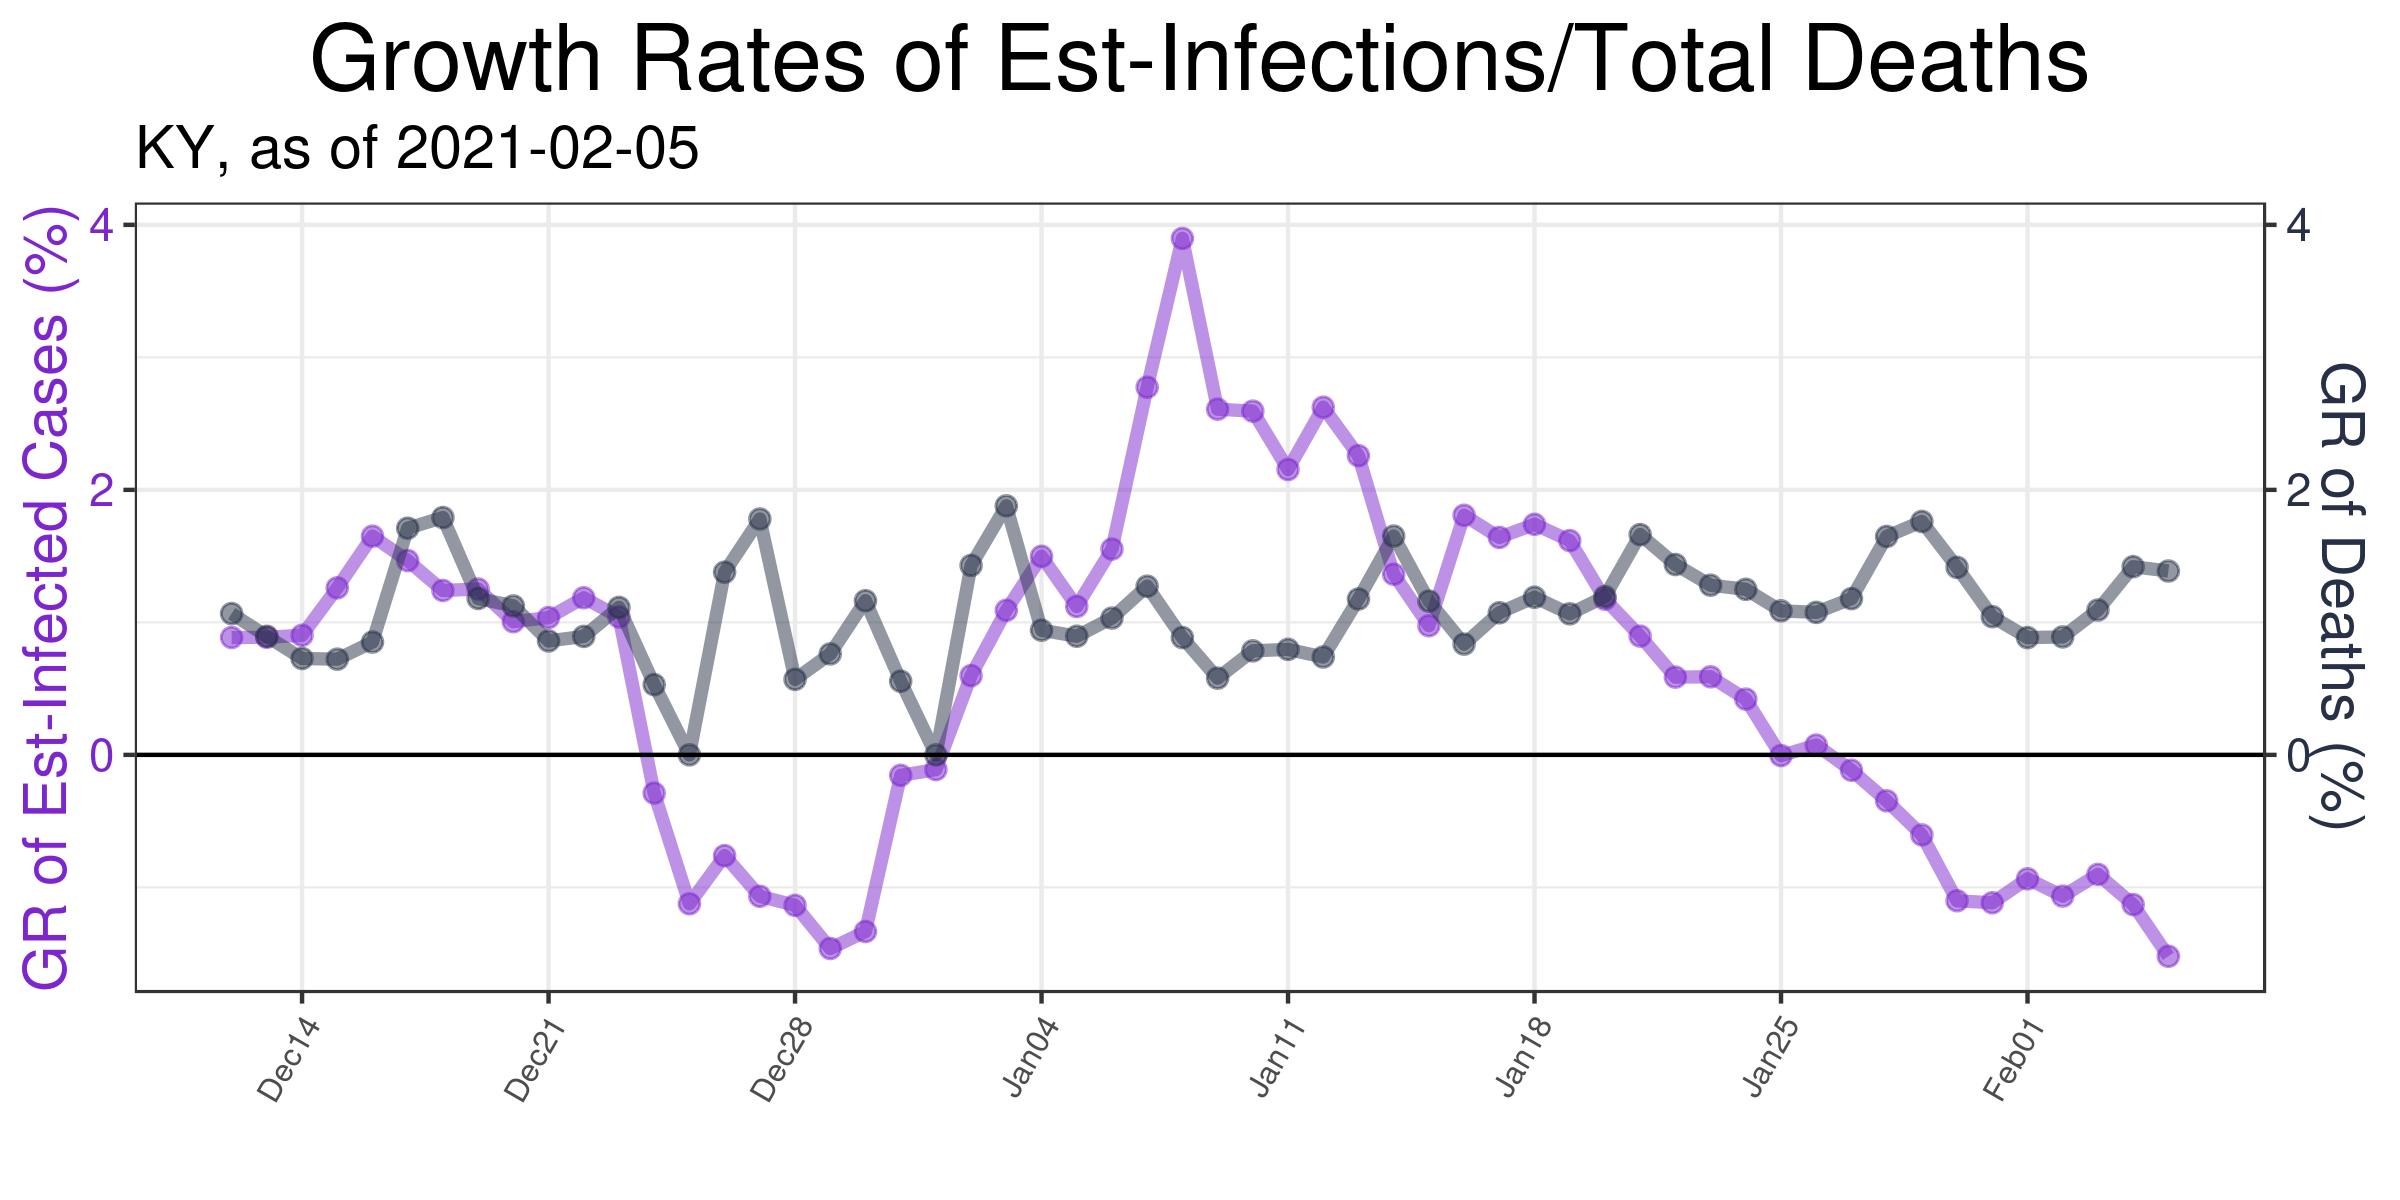 Growth Rates of Est-Infections/Total Deaths
KY, as of 2021-02-05
GR of Est-Infected Cases (%)
4
2
0
4
2
0
GR of Deaths (%)
Dec14
Dec21
Dec28
Jan04
Jan11
Jan18
Jan25
Feb01